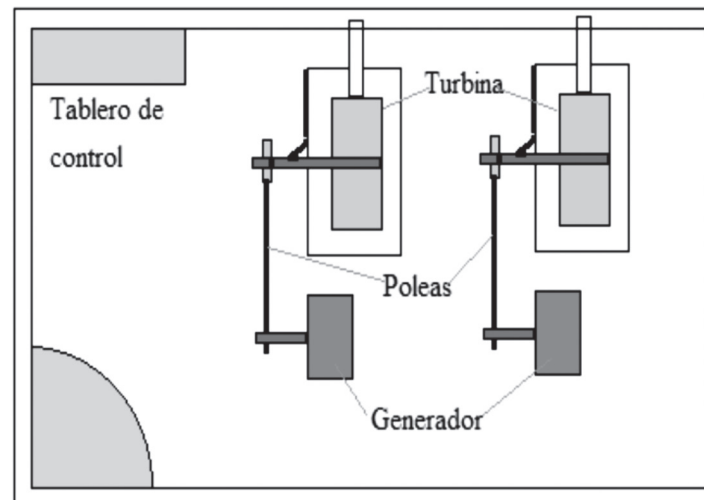 Tablero de
control
Turbina
Poleas
Generador